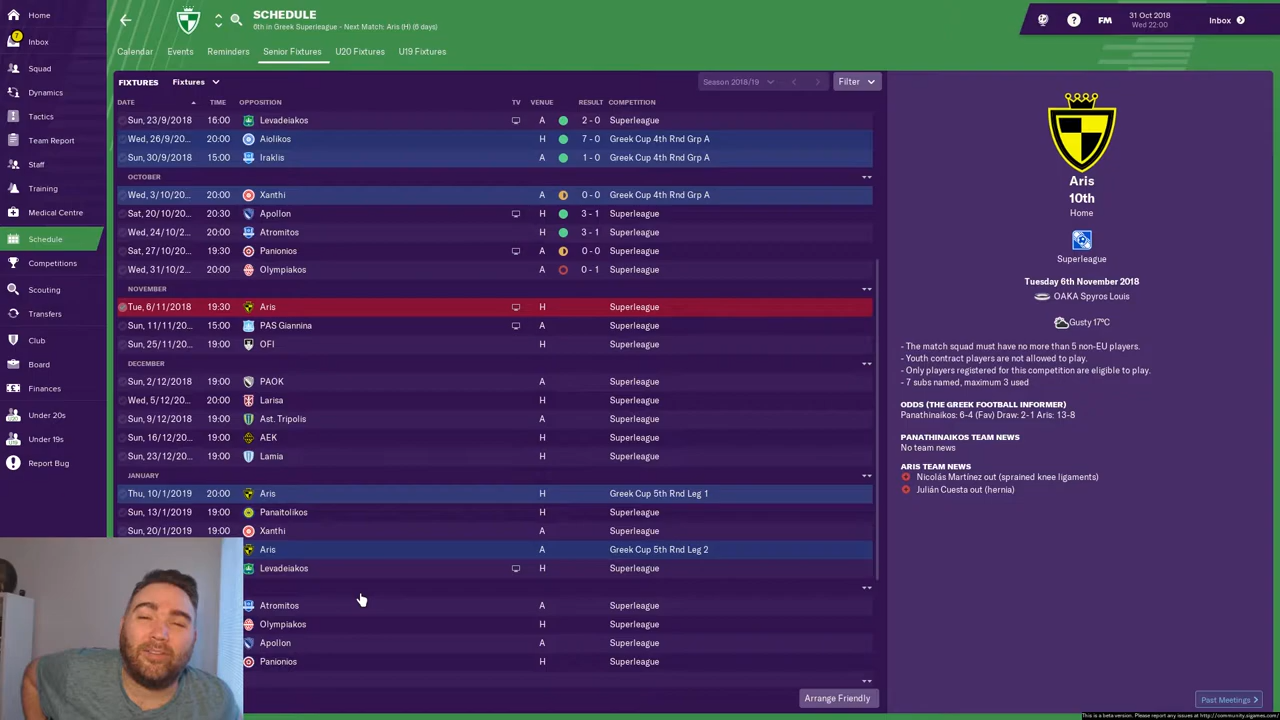 Home
7
Inbox
Squad
Dynamics
Tactics
Team Report
Staff
Training
Medical Centre
Schedule
Competitions
Scouting
Transfers
Club
Board
Finances
Under 20s
Under 19s
Report Bug
SCHEDULE
6th in Greek Superleague - Next Match: Aris (H) (6 days)
? FM 31 Oct 2018
Wed 22:00
Inbox
Calendar Events Reminders Senior Fixtures U20 Fixtures U19 Fixtures
FIXTURES Fixtures Season 2018/19 Filter
DATE TIME OPPOSITION TV VENUE RESULT COMPETITION
Sun, 23/9/2018 16:00 Levadeiakos A 2 - 0 Superleague
Wed, 26/9/20... 20:00 Aiolikos H 7 - 0 Greek Cup 4th Rnd Grp A
Sun, 30/9/2018 15:00 Iraklis A 1 - 0 Greek Cup 4th Rnd Grp A
OCTOBER
Wed, 3/10/20... 20:00 Xanthi A 0 - 0 Greek Cup 4th Rnd Grp A
Sat, 20/10/20... 20:30 Apollon H 3 - 1 Superleague
Wed, 24/10/2... 20:00 Atromitos H 3 - 1 Superleague
Sat, 27/10/20... 19:30 Panionios A 0 - 0 Superleague
Wed, 31/10/2... 20:00 Olympiakos A 0 - 1 Superleague
NOVEMBER
Tue, 6/11/2018 19:30 Aris H Superleague
Sun, 11/11/20... 15:00 PAS Giannina A Superleague
Sun, 25/11/20... 19:00 OFI H Superleague
DECEMBER
Sun, 2/12/2018 19:00 PAOK A Superleague
Wed, 5/12/20... 20:00 Larisa H Superleague
Sun, 9/12/2018 19:00 Ast. Tripolis A Superleague
Sun, 16/12/20... 19:00 AEK H Superleague
Sun, 23/12/20... 19:00 Lamia H Superleague
JANUARY
Thu, 10/1/2019 20:00 Aris H Greek Cup 5th Rnd Leg 1
Sun, 13/1/2019 19:00 Panaitolikos H Superleague
Sun, 20/1/2019 19:00 Xanthi A Superleague
Aris A Greek Cup 5th Rnd Leg 2
Levadeiakos H Superleague
Atromitos A Superleague
Olympiakos H Superleague
Apollon A Superleague
Panionios H Superleague
Arrange Friendly
Aris
10th
Home
Superleague
Tuesday 6th November 2018
OAKA Spyros Louis
Gusty 17ºC
- The match squad must have no more than 5 non-EU players.
- Youth contract players are not allowed to play.
- Only players registered for this competition are eligible to play.
- 7 subs named, maximum 3 used
ODDS (THE GREEK FOOTBALL INFORMER)
Panathinaikos: 6-4 (Fav) Draw: 2-1 Aris: 13-8
PANATHINAIKOS TEAM NEWS
No team news
ARIS TEAM NEWS
Nicolás Martínez out (sprained knee ligaments)
Julián Cuesta out (hernia)
Past Meetings
This is a beta version. Please report any issues at http://community.sigames.com/